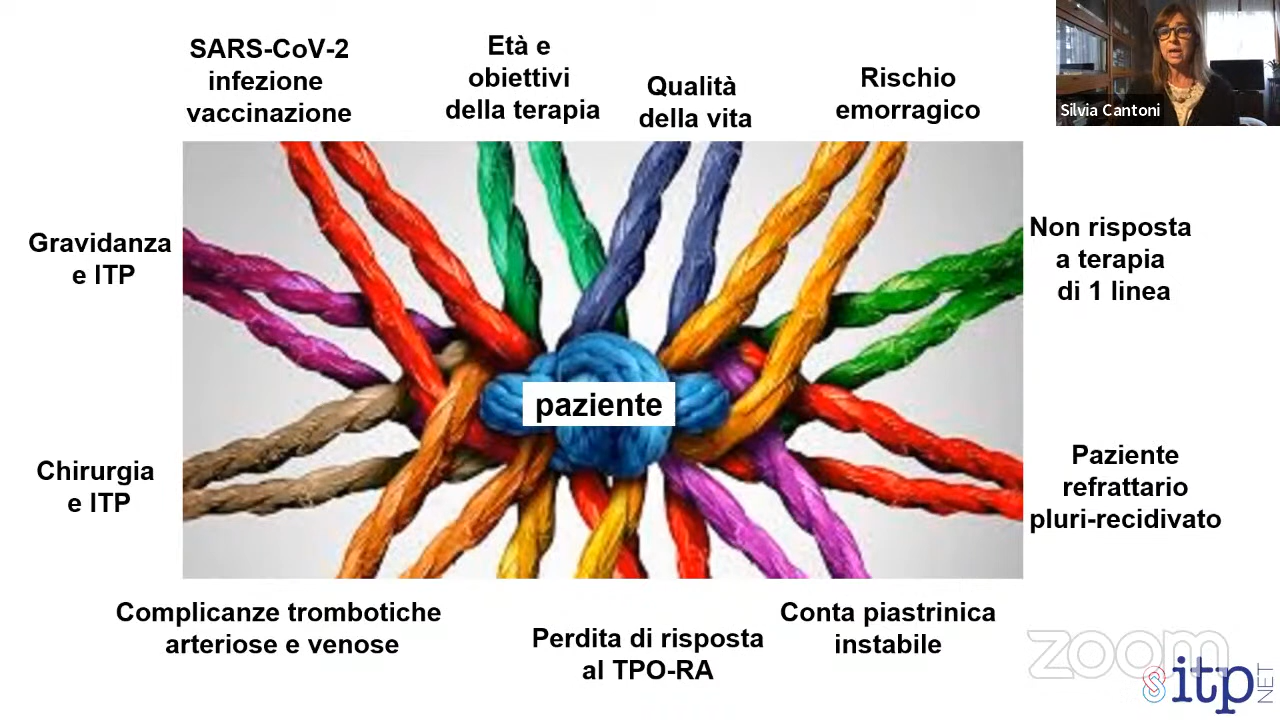 SARS-CoV-2
infezione
vaccinazione
Età e
obiettivi
della terapia
Qualità
della vita
Rischio
emorragico
Silvia Cantoni
Gravidanza
e ITP
Non risposta
a terapia
di 1 linea
paziente
Chirurgia
e ITP
Paziente
refrattario
pluri-recidivato
Complicanze trombotiche
arteriose e venose
Perdita di risposta
al TPO-RA
Conta piastrinica
instabile
zoom
itp
NET